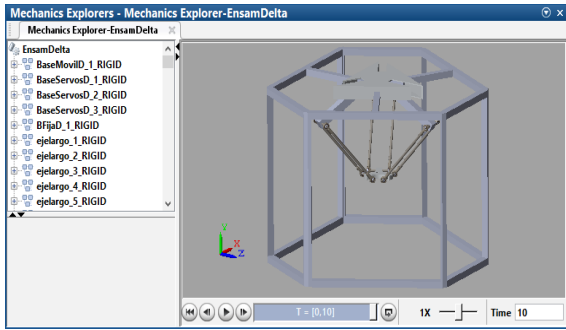 Mechanics Explorers - Mechanics Explorer-EnsamDelta
Mechanics Explorer-EnsamDelta
EnsamDelta
BaseMovilD_1_RIGID
BaseServosD_1_RIGID
BaseServosD_2_RIGID
BaseServosD_3_RIGID
BFijaD_1_RIGID
ejelargo_1_RIGID
ejelargo_2_RIGID
ejelargo_3_RIGID
ejelargo_4_RIGID
ejelargo_5_RIGID
Y
X
Z
T = [0,10] 1X Time 10